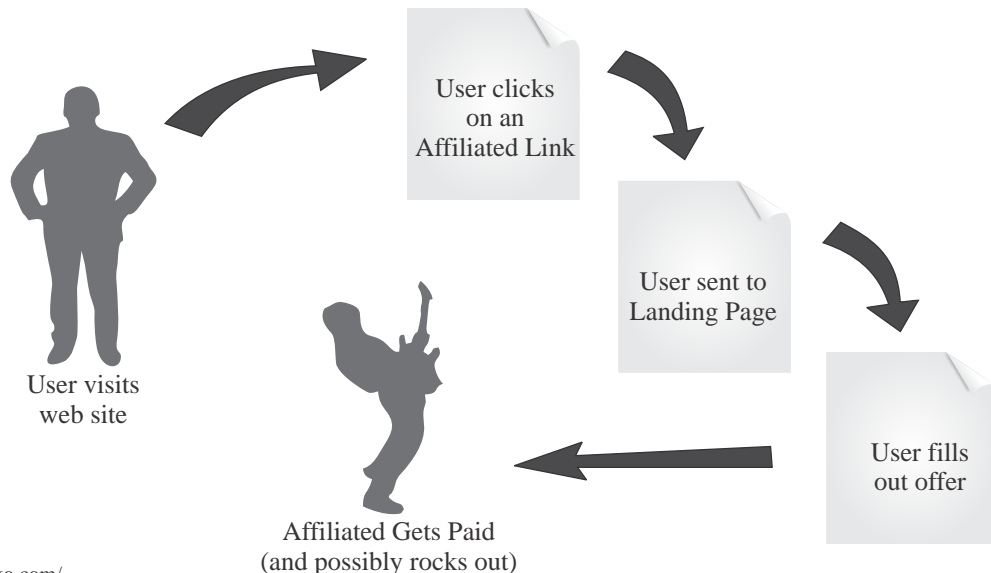 User clicks
on an
Affiliated Link
User sent to
Landing Page
User visits
web site
User fills
out offer
Affiliated Gets Paid
(and possibly rocks out)